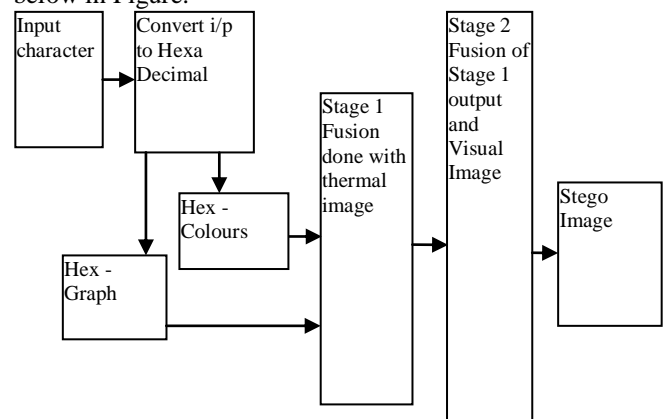 below in Figure.
Input
character
Convert i/p
to Hexa
Decimal
Stage 1
Fusion
done with
thermal
image
Stage 2
Fusion of
Stage 1
output
and
Visual
Image
Stego
Image
Hex -
Colours
Hex -
Graph